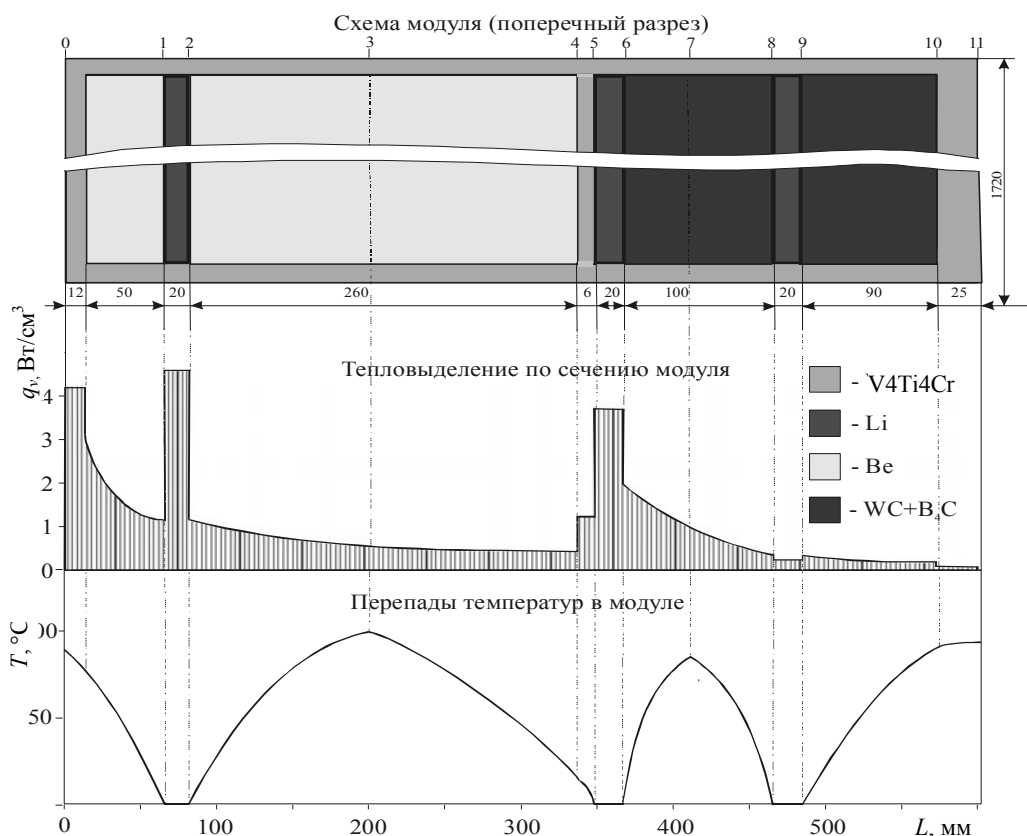 Схема модуля (поперечный разрез)
0 1 2 3 4 5 6 7 8 9 10 11
1720
12 50 20 260 6 20 100 20 90 25
qv, Вт/см3
Тепловыделение по сечению модуля
4
3
2
1
0
- V4Ti4Cr
- Li
- Be
- WC+B4C
Перепады температур в модуле
T, °C
00
50
0 100 200 300 400 500 L, мм